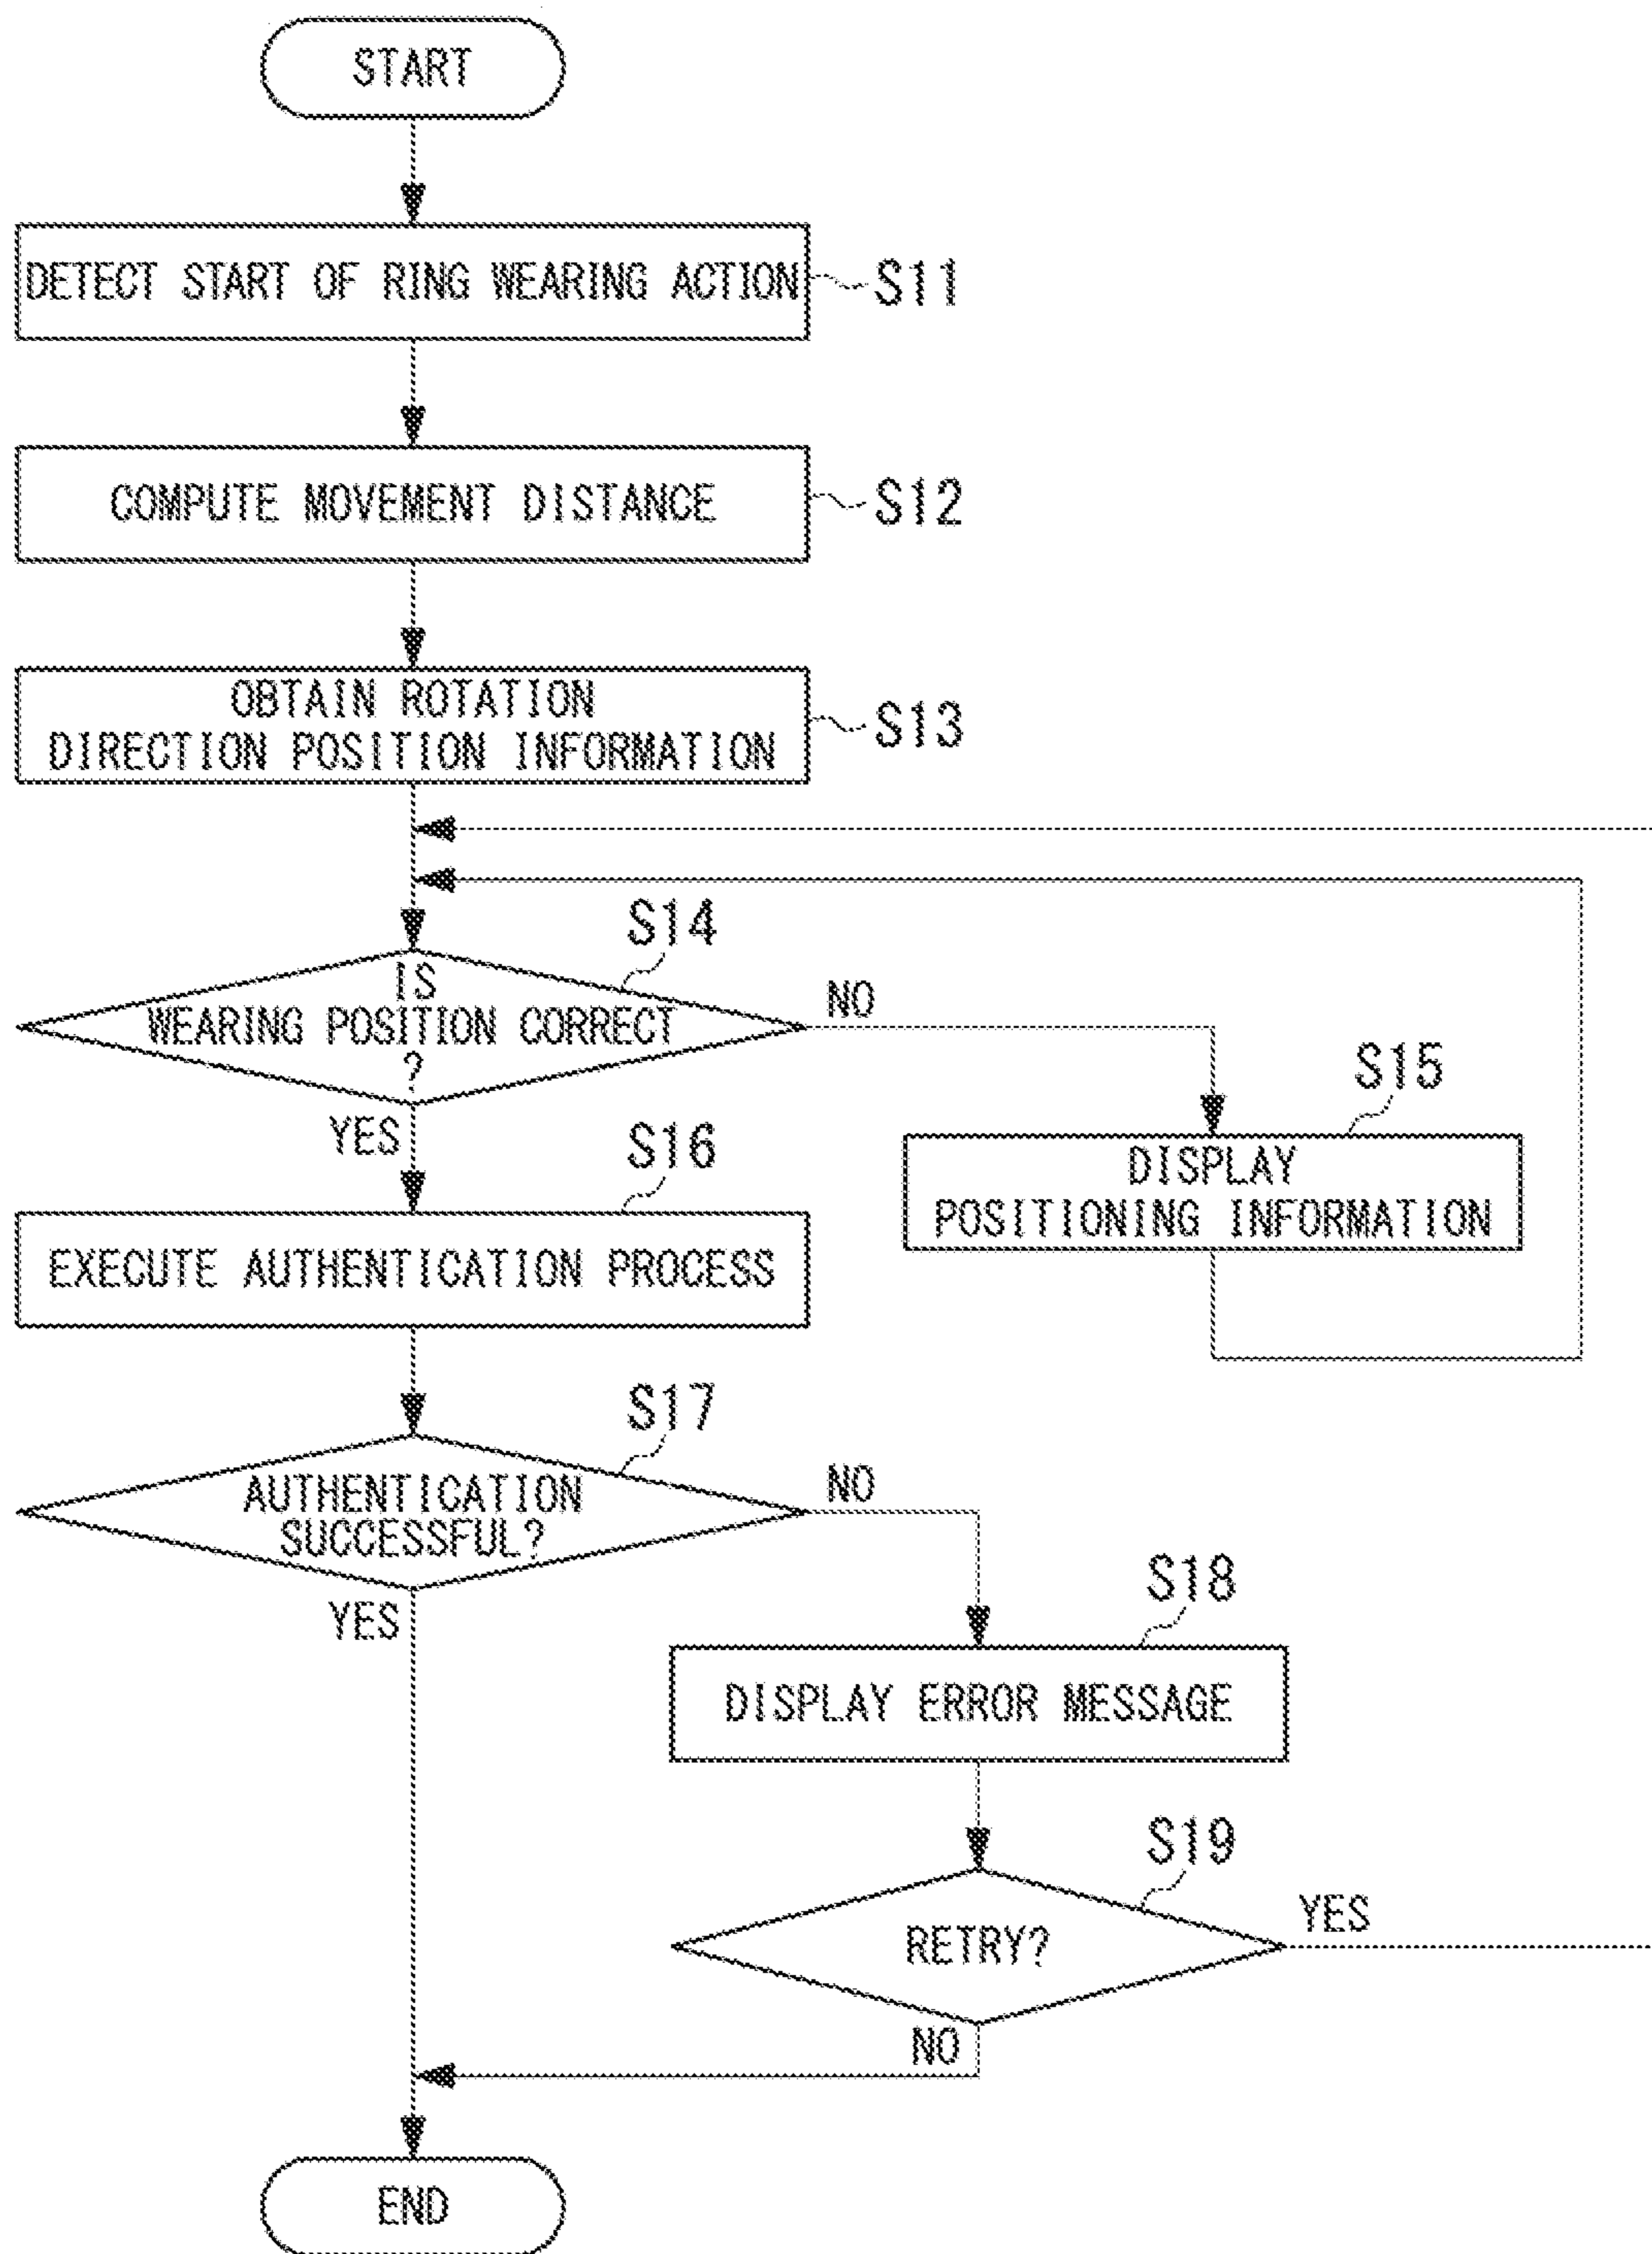 START
DETECT START OF RING WEARING ACTION
S11
COMPUTE MOVEMENT DISTANCE
S12
OBTAIN ROTATION
DIRECTION POSITION INFORMATION
S13
S14
IS
WEARING POSITION CORRECT
?
NO
YES
S15
DISPLAY
POSITIONING INFORMATION
S16
EXECUTE AUTHENTICATION PROCESS
S17
AUTHENTICATION
SUCCESSFUL?
NO
YES
S18
DISPLAY ERROR MESSAGE
S19
RETRY?
YES
NO
END